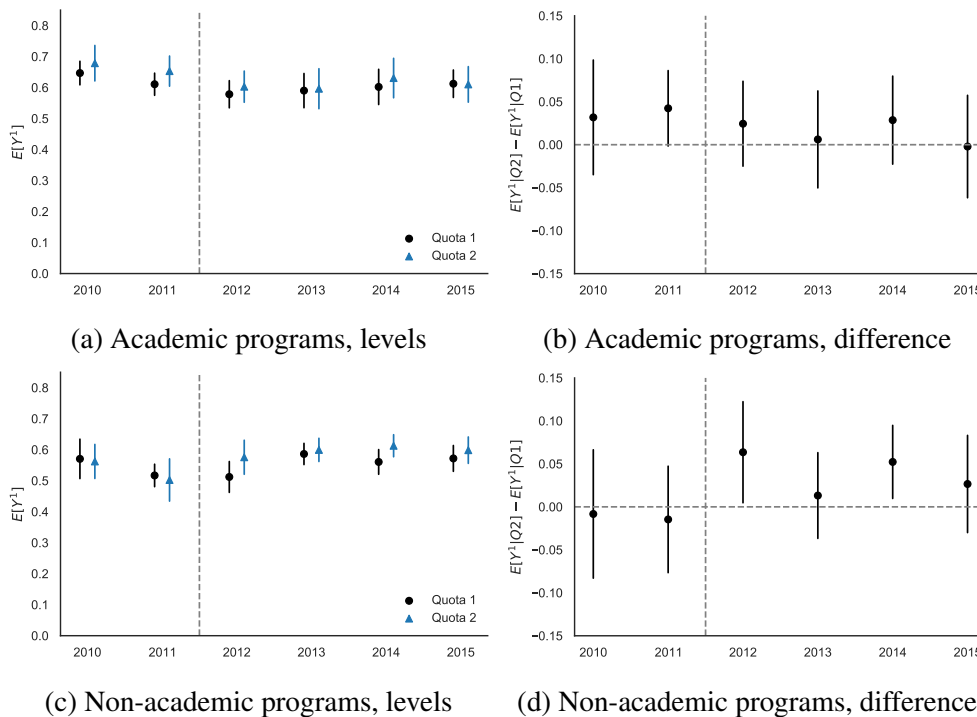 0.8
0.7
0.6
0.5
0.4
0.3
0.2
0.1
0.0
E[Y¹]
Quota 1
Quota 2
2010 2011 2012 2013 2014 2015
(a) Academic programs, levels
0.15
0.10
0.05
0.00
−0.05
−0.10
−0.15
E[Y¹|Q2] − E[Y¹|Q1]
2010 2011 2012 2013 2014 2015
(b) Academic programs, difference
0.8
0.7
0.6
0.5
0.4
0.3
0.2
0.1
0.0
E[Y¹]
Quota 1
Quota 2
2010 2011 2012 2013 2014 2015
(c) Non-academic programs, levels
0.15
0.10
0.05
0.00
−0.05
−0.10
−0.15
E[Y¹|Q2] − E[Y¹|Q1]
2010 2011 2012 2013 2014 2015
(d) Non-academic programs, difference